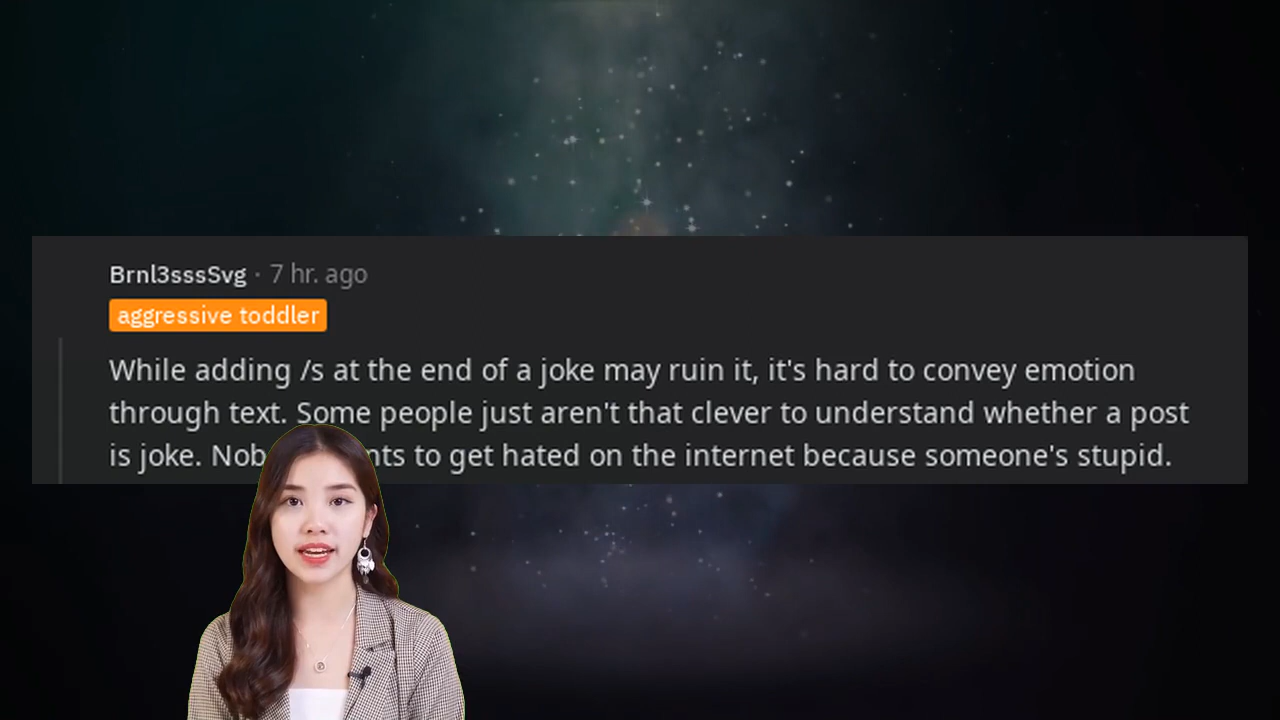 Brnl3sssSvg · 7 hr. ago
aggressive toddler
While adding /s at the end of a joke may ruin it, it's hard to convey emotion
through text. Some people just aren't that clever to understand whether a post
is joke. to get hated on the internet because someone's stupid.